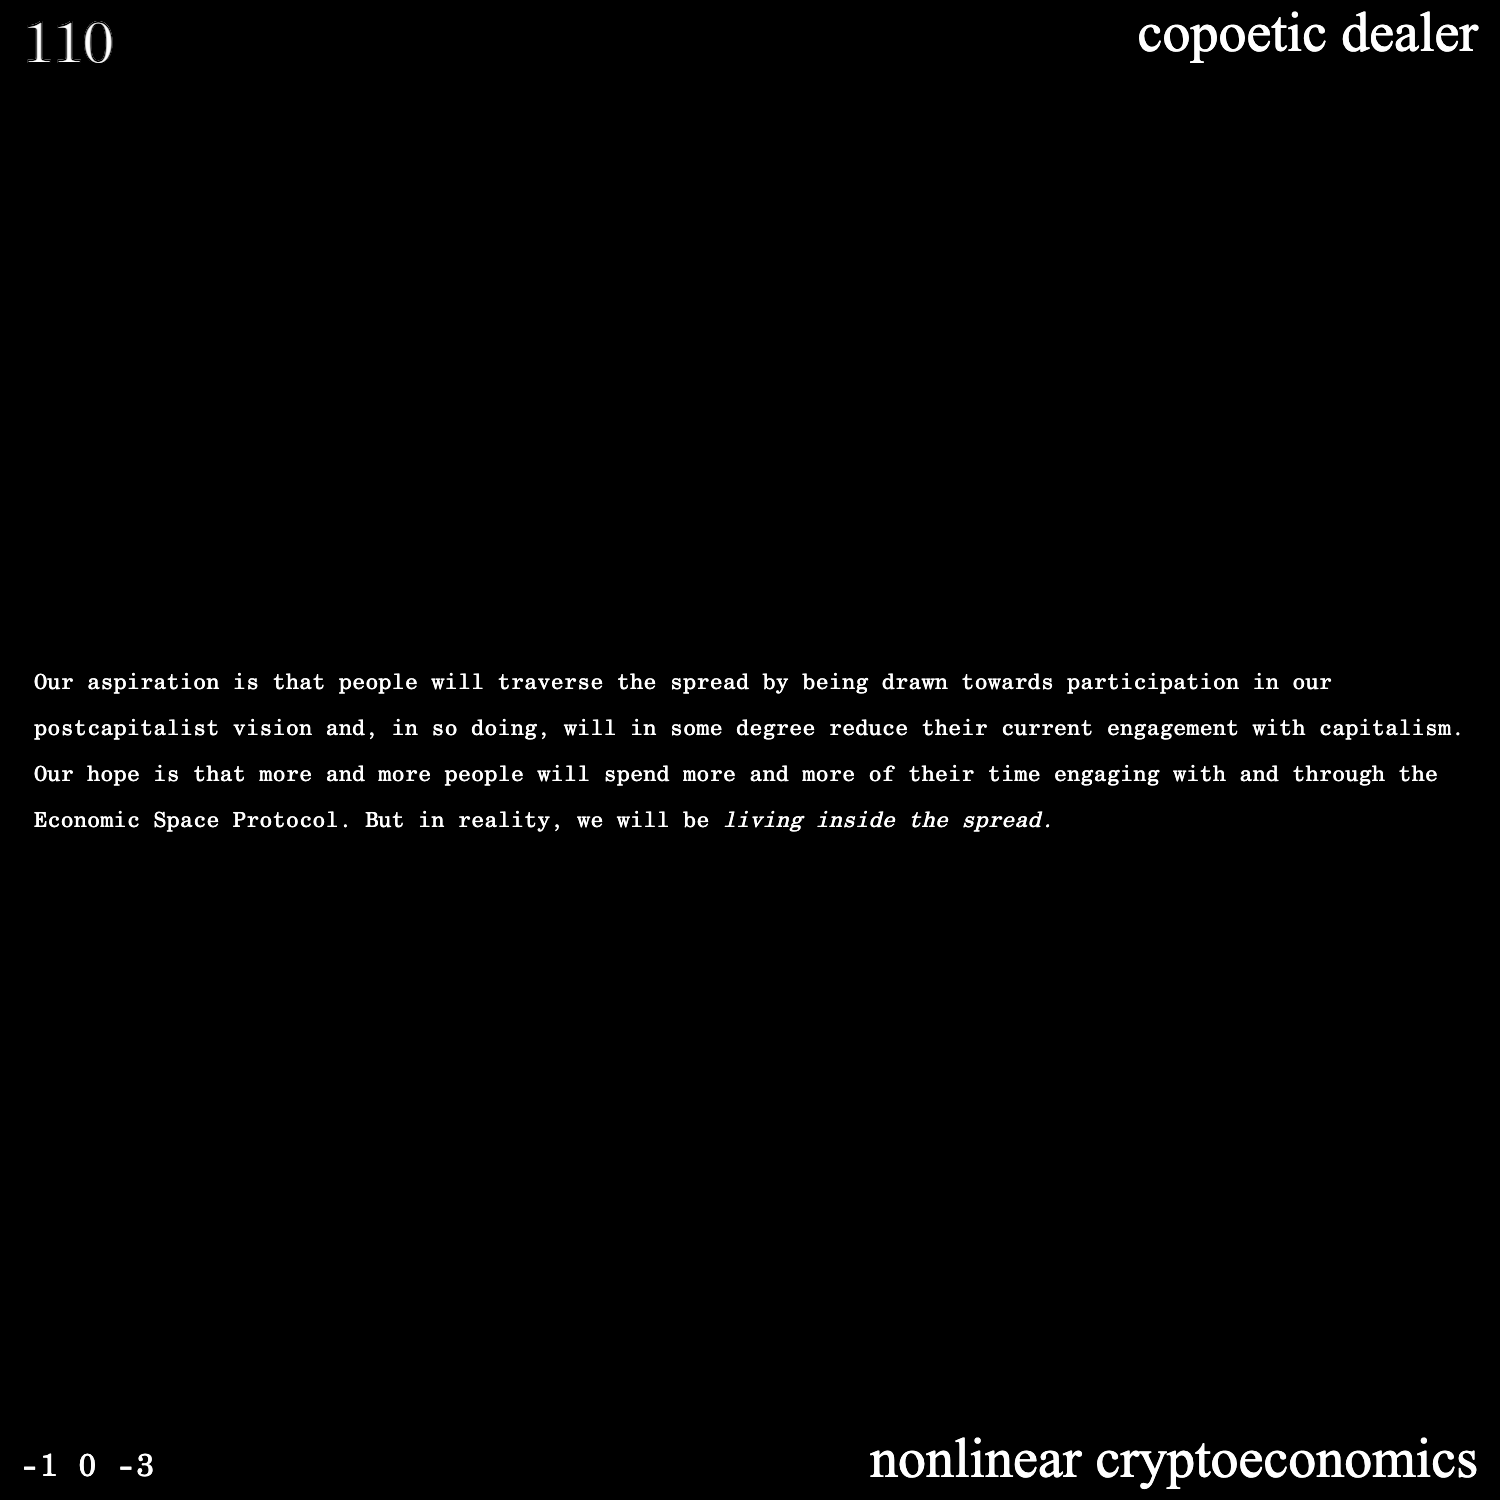 110
copoetic dealer
Our aspiration is that people will traverse the spread by being drawn towards participation in our
postcapitalist vision and, in so doing, will in some degree reduce their current engagement with capitalism.
Our hope is that more and more people will spend more and more of their time engaging with and through the
Economic Space Protocol. But in reality, we will be living inside the spread.
-1 0 -3
nonlinear cryptoeconomics